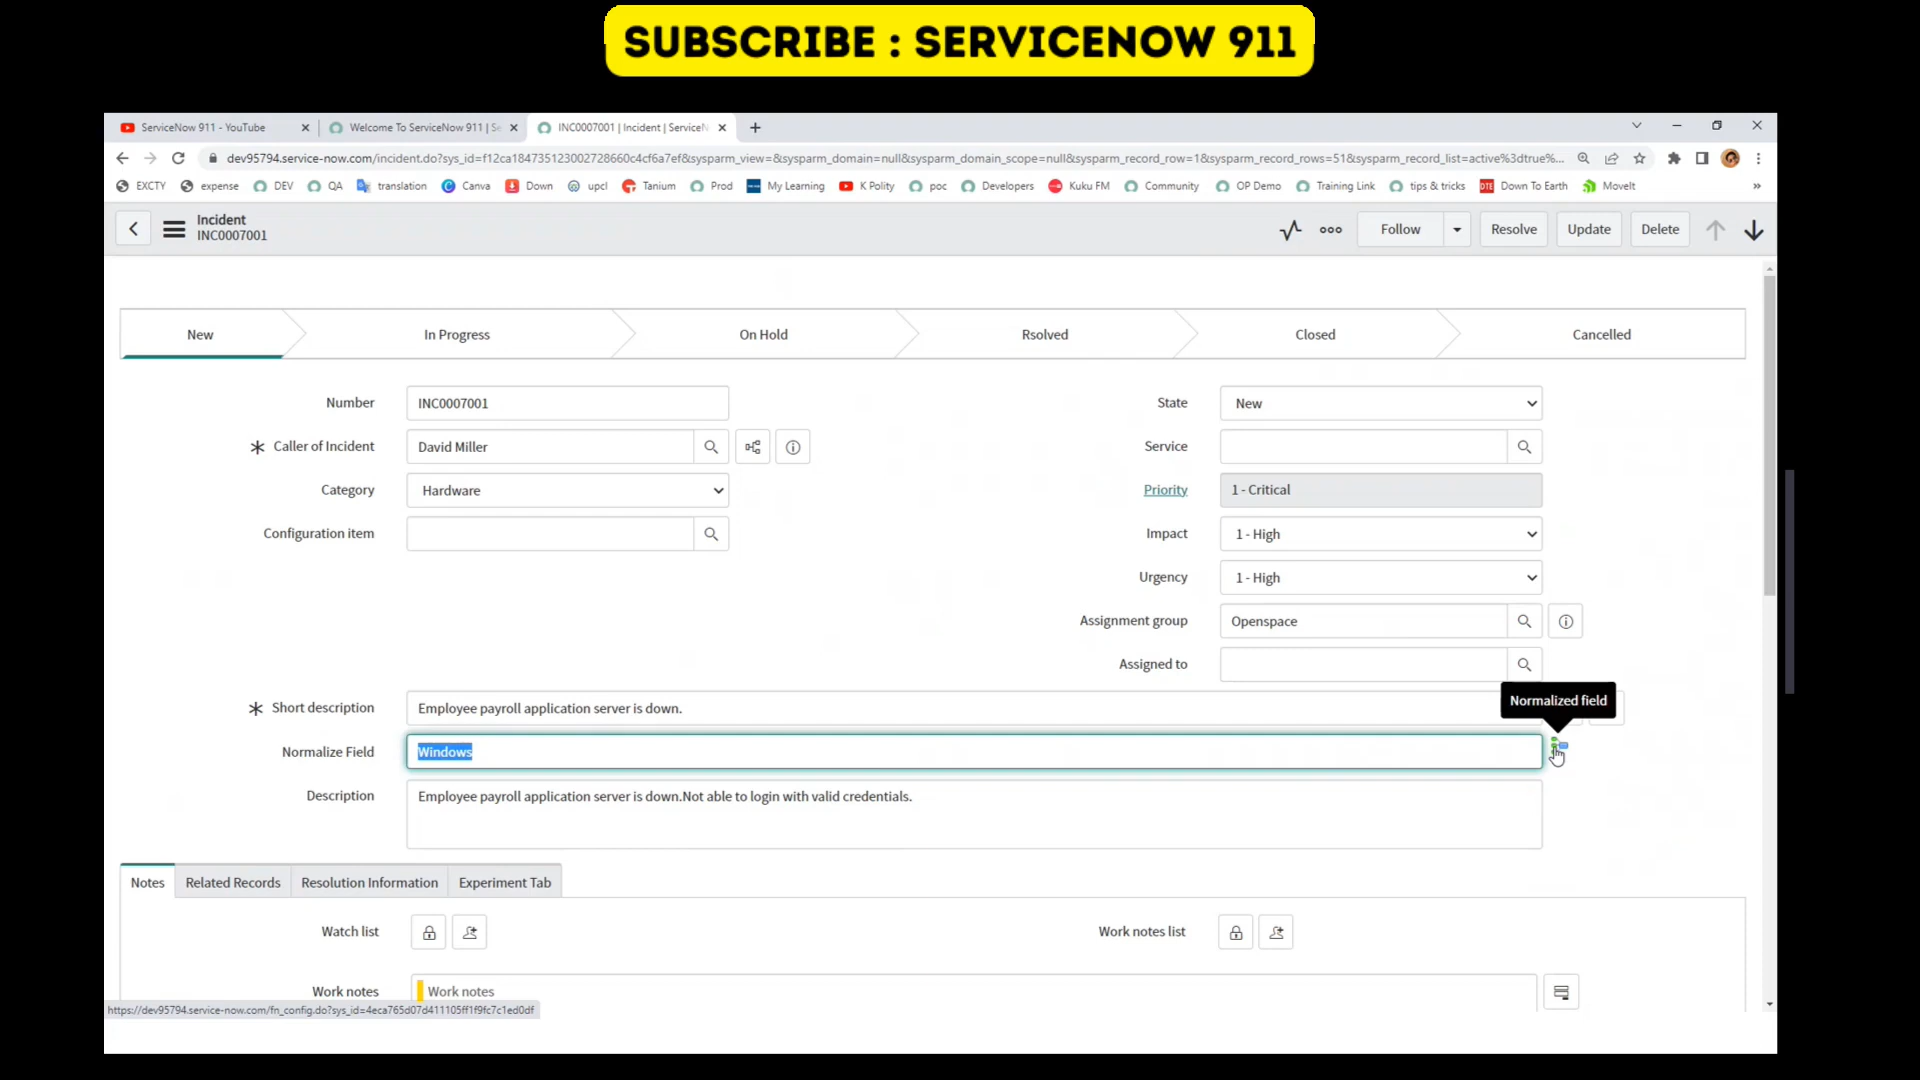 SUBSCRIBE : SERVICENOW 911
ServiceNow 911 - YouTube
Welcome To ServiceNow 911 | Se
INC0007001 | Incident | ServiceN
dev95794.service-now.com/incident.do?sys_id=f12ca184735123002728660c4cf6a7ef&sysparm_view=&sysparm_domain=null&sysparm_domain_scope=null&sysparm_record_row=1&sysparm_record_rows=51&sysparm_record_list=active%3dtrue%...
EXCTY expense DEV QA translation Canva Down upcl Tanium Prod My Learning K Polity poc Developers Kuku FM Community OP Demo Training Link tips & tricks DTE Down To Earth MoveIt »
Incident
INC0007001
Follow Resolve Update Delete
New In Progress On Hold Rsolved Closed Cancelled
Number INC0007001 State New
Caller of Incident David Miller Service
Category Hardware Priority 1 - Critical
Configuration item Impact 1 - High
Urgency 1 - High
Assignment group Openspace
Assigned to
Normalized field
Short description Employee payroll application server is down.
Normalize Field Windows
Description Employee payroll application server is down.Not able to login with valid credentials.
Notes Related Records Resolution Information Experiment Tab
Watch list Work notes list
Work notes Work notes
https://dev95794.service-now.com/fn_config.do?sys_id=4eca765d07d411105ff1f9fc7c1ed0df